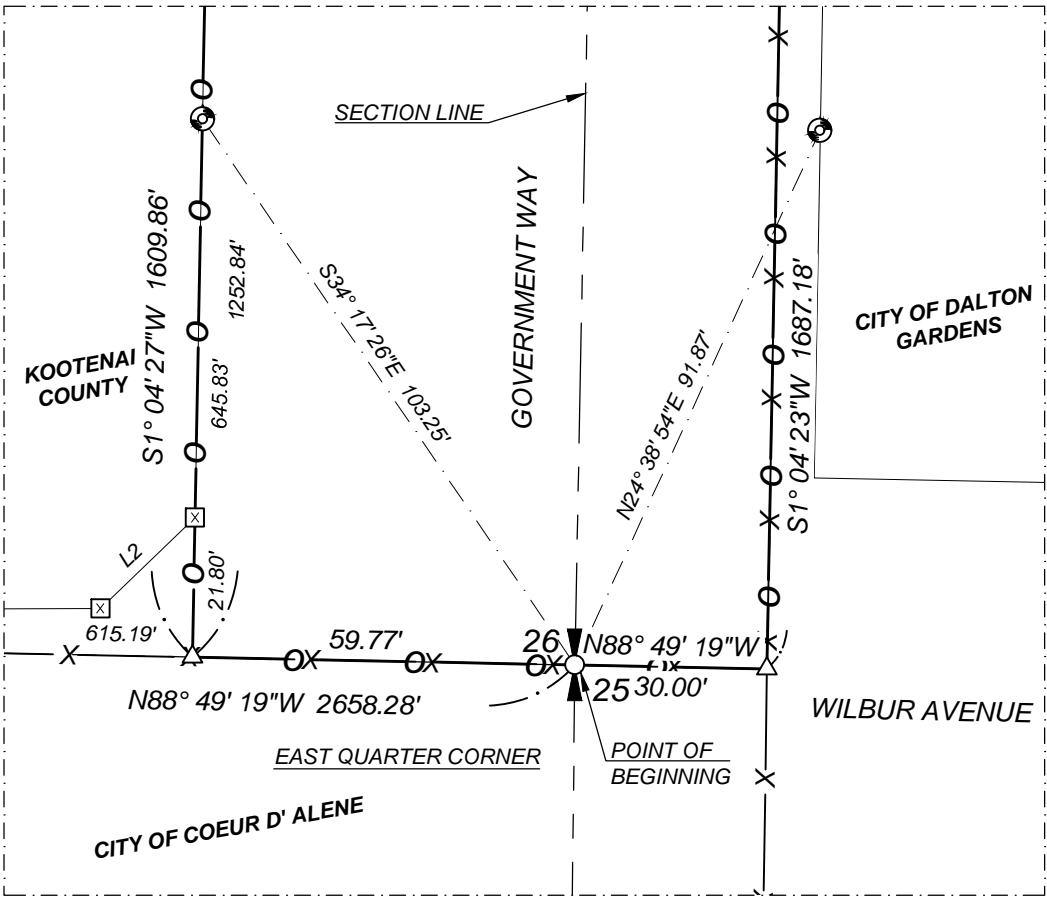 SECTION LINE
GOVERNMENT WAY
S1° 04' 27"W 1609.86'
1252.84'
645.83'
S34° 17' 26"E 103.25'
N24° 38' 54"E 91.87'
S1° 04' 23"W 1687.18'
CITY OF DALTON
GARDENS
KOOTENAI
COUNTY
L2
21.80'
615.19'
59.77'
26
N88° 49' 19"W
25
30.00'
N88° 49' 19"W 2658.28'
WILBUR AVENUE
EAST QUARTER CORNER
POINT OF
BEGINNING
CITY OF COEUR D' ALENE